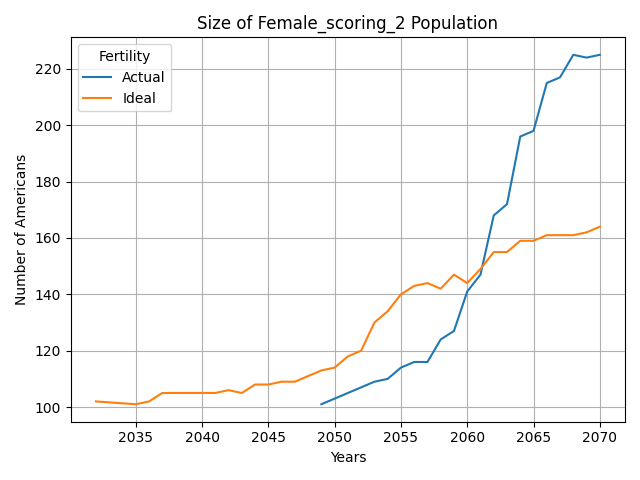 Size of Female_scoring_2 Population
Fertility
Actual
Ideal
Number of Americans
220
200
180
160
140
120
100
2035 2040 2045 2050 2055 2060 2065 2070
Years